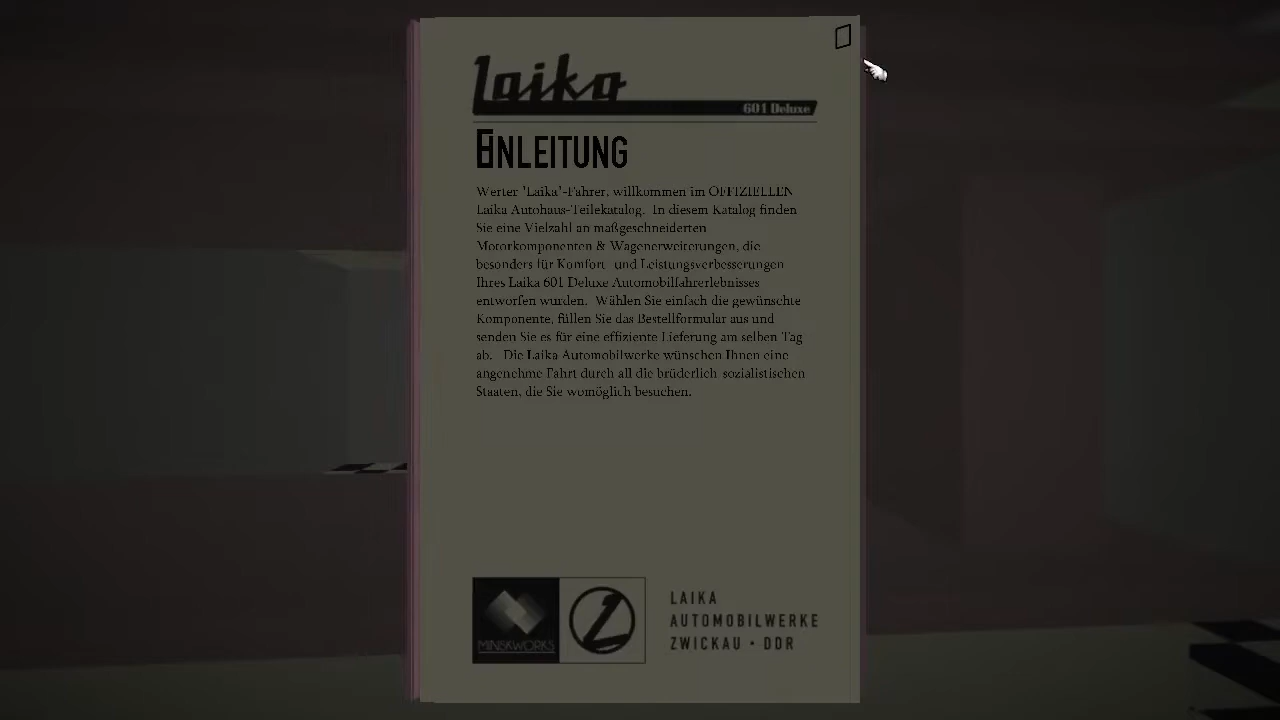 Laika
601 Deluxe
EINLEITUNG
Werter "Laika"-Fahrer, willkommen im OFFIZIELLEN
Laika Autohaus-Teilekatalog. In diesem Katalog finden
Sie eine Vielzahl an maßgeschneiderten
Motorkomponenten & Wagenerweiterungen, die
besonders für Komfort- und Leistungsverbesserungen
Ihres Laika 601 Deluxe Automobilfahrerlebnisses
entworfen wurden. Wählen Sie einfach die gewünschte
Komponente, füllen Sie das Bestellformular aus und
senden Sie es für eine effiziente Lieferung am selben Tag
ab. Die Laika Automobilwerke wünschen Ihnen eine
angenehme Fahrt durch all die brüderlich-sozialistischen
Staaten, die Sie womöglich besuchen.
MINSKWORKS
LAIKA
AUTOMOBILWERKE
ZWICKAU • DDR